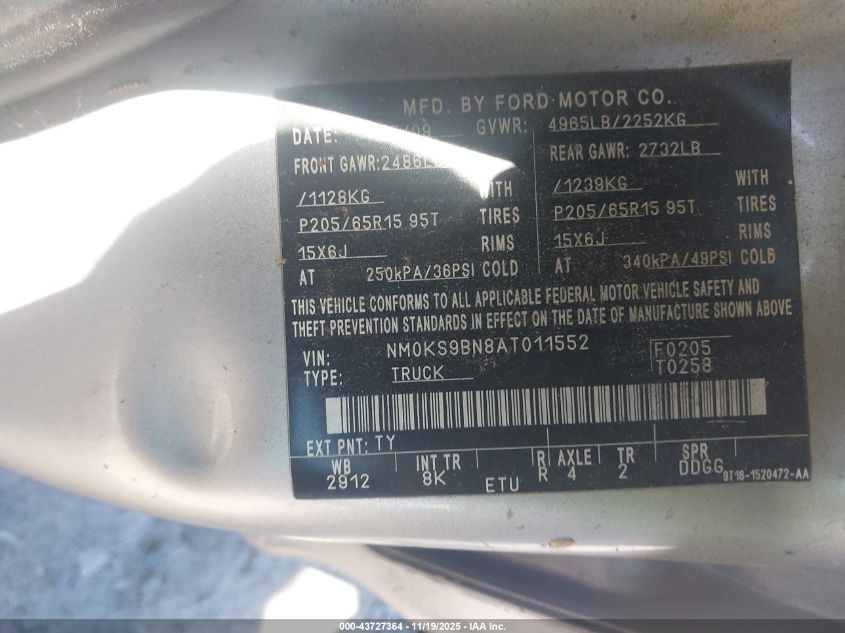 MFD. BY FORD MOTOR CO.
DATE: /09 GVWR: 4965LB/2252KG
FRONT GAWR: 2486L REAR GAWR: 2732LB
/1128KG WITH /1239KG WITH
P205/65R15 95T TIRES P205/65R15 95T TIRES
15X6J RIMS 15X6J RIMS
AT 250kPA/36PSI COLD AT 340kPA/49PSI COLD
THIS VEHICLE CONFORMS TO ALL APPLICABLE FEDERAL MOTOR VEHICLE SAFETY AND
THEFT PREVENTION STANDARDS IN EFFECT ON THE DATE OF MANUFACTURE SHOWN ABOVE
VIN: NM0KS9BN8AT011552 F0205
TYPE: TRUCK T0258
EXT PNT: TY
WB INT TR R AXLE TR SPR
2912 8K ETU R 4 2 DDGG 9T16-1520472-AA
000-43727364 - 11/19/2025 - IAA Inc.